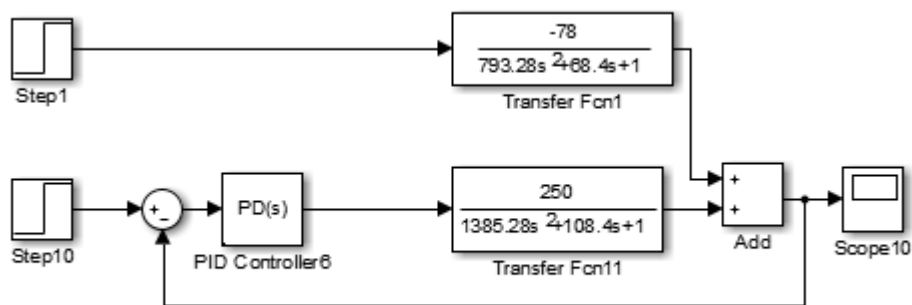 -78
793.28s 2+68.4s+1
Step1
Transfer Fcn1
+
-
PD(s)
250
1385.28s 2+108.4s+1
+
+
Step10
PID Controller6
Transfer Fcn11
Add
Scope10